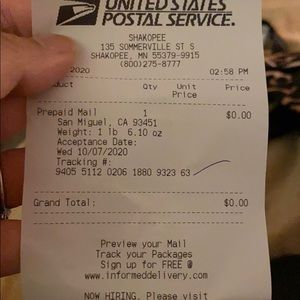 UNITED STATES
POSTAL SERVICE.
SHAKOPEE
135 SOMMERVILLE ST S
SHAKOPEE, MN 55379-9915
(800)275-8777
2020 02:58 PM
oduct Qty Unit Price
Price
Prepaid Mail 1 $0.00
San Miguel, CA 93451
Weight: 1 lb 6.10 oz
Acceptance Date:
Wed 10/07/2020
Tracking #:
9405 5112 0206 1880 9323 63
Grand Total: $0.00
Preview your Mail
Track your Packages
Sign up for FREE @
www.informeddelivery.com
NOW HIRING. Please visit